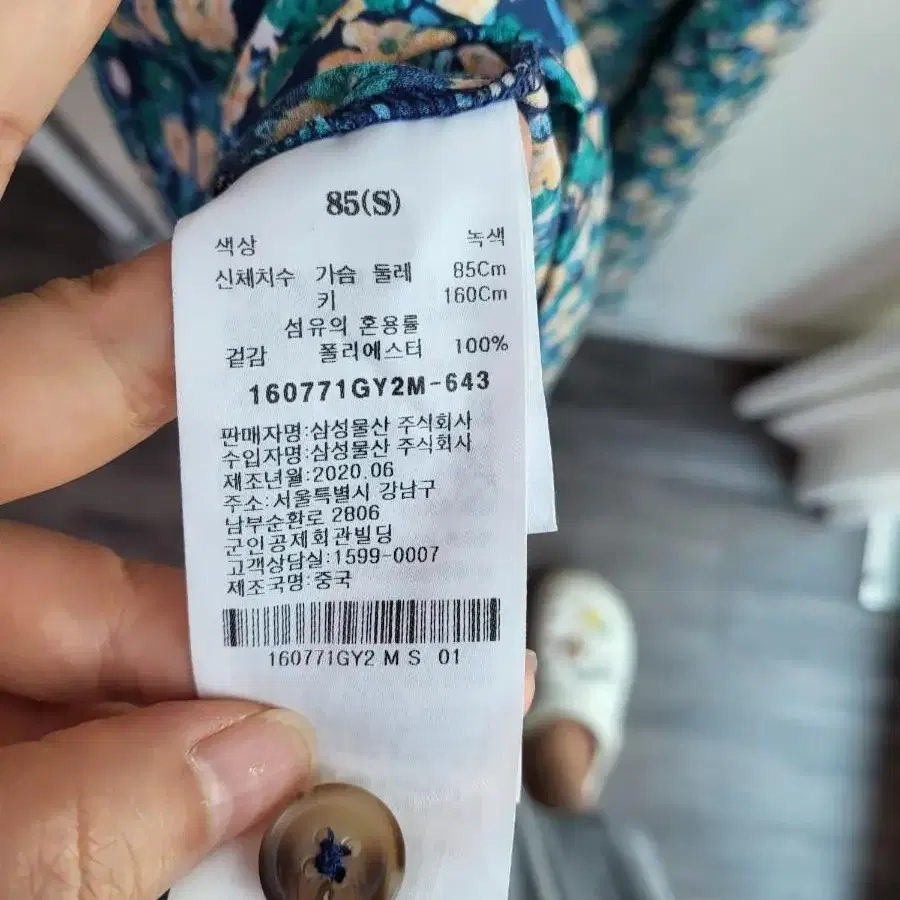 85(S)
색상 녹색
신체치수 가슴 둘레 85Cm
키 160Cm
섬유의 혼용률
겉감 폴리에스터 100%
160771GY2M-643
판매자명:삼성물산 주식회사
수입자명:삼성물산 주식회사
제조년월:2020.06
주소:서울특별시 강남구
남부순환로 2806
군인공제회관빌딩
고객상담실:1599-0007
제조국명:중국
160771GY2 M S 01